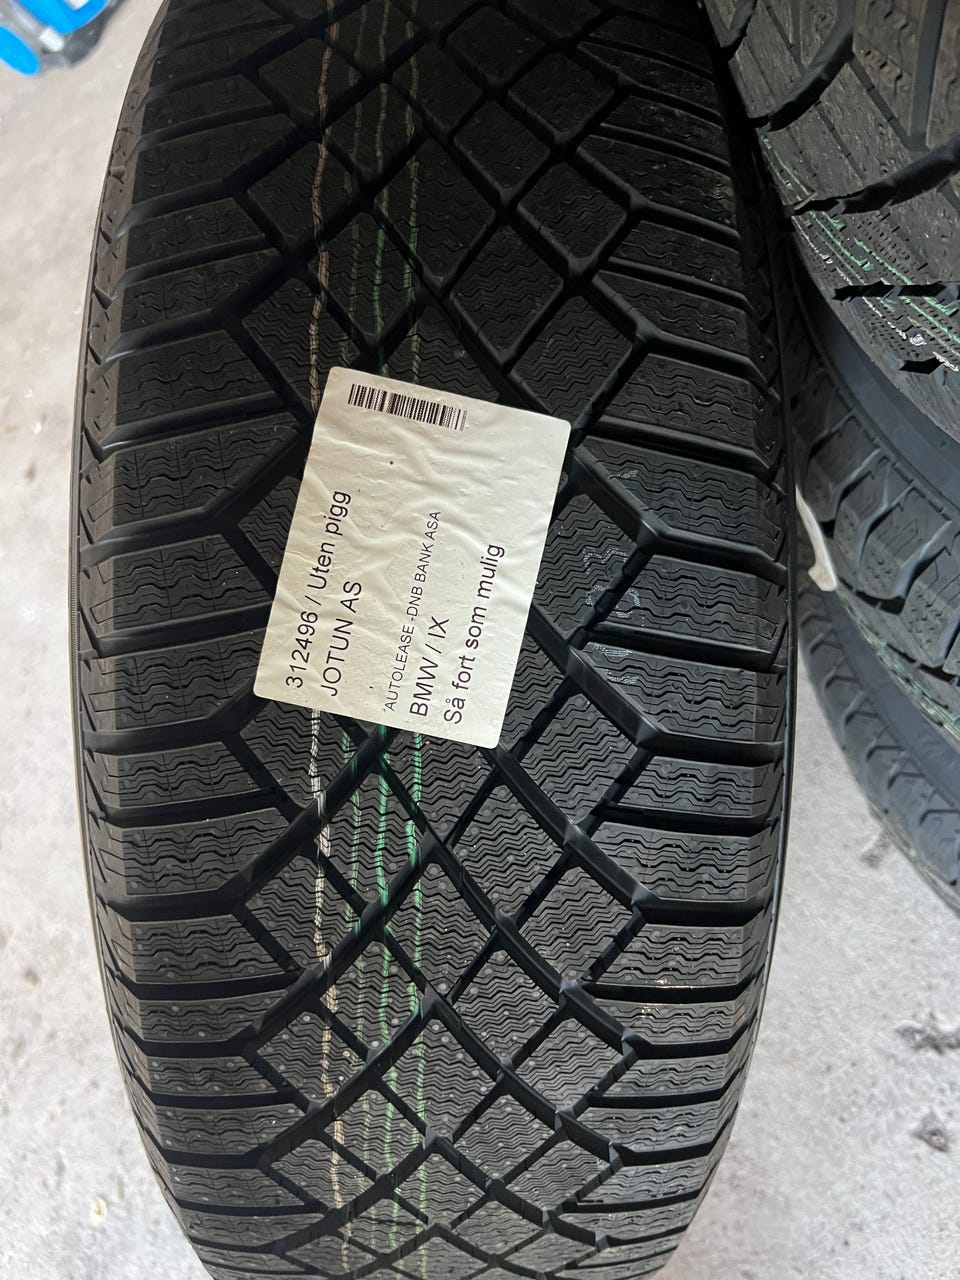 312496 / Uten pigg
JOTUN AS
AUTOLEASE -DNB BANK ASA
BMW / IX
Så fort som mulig